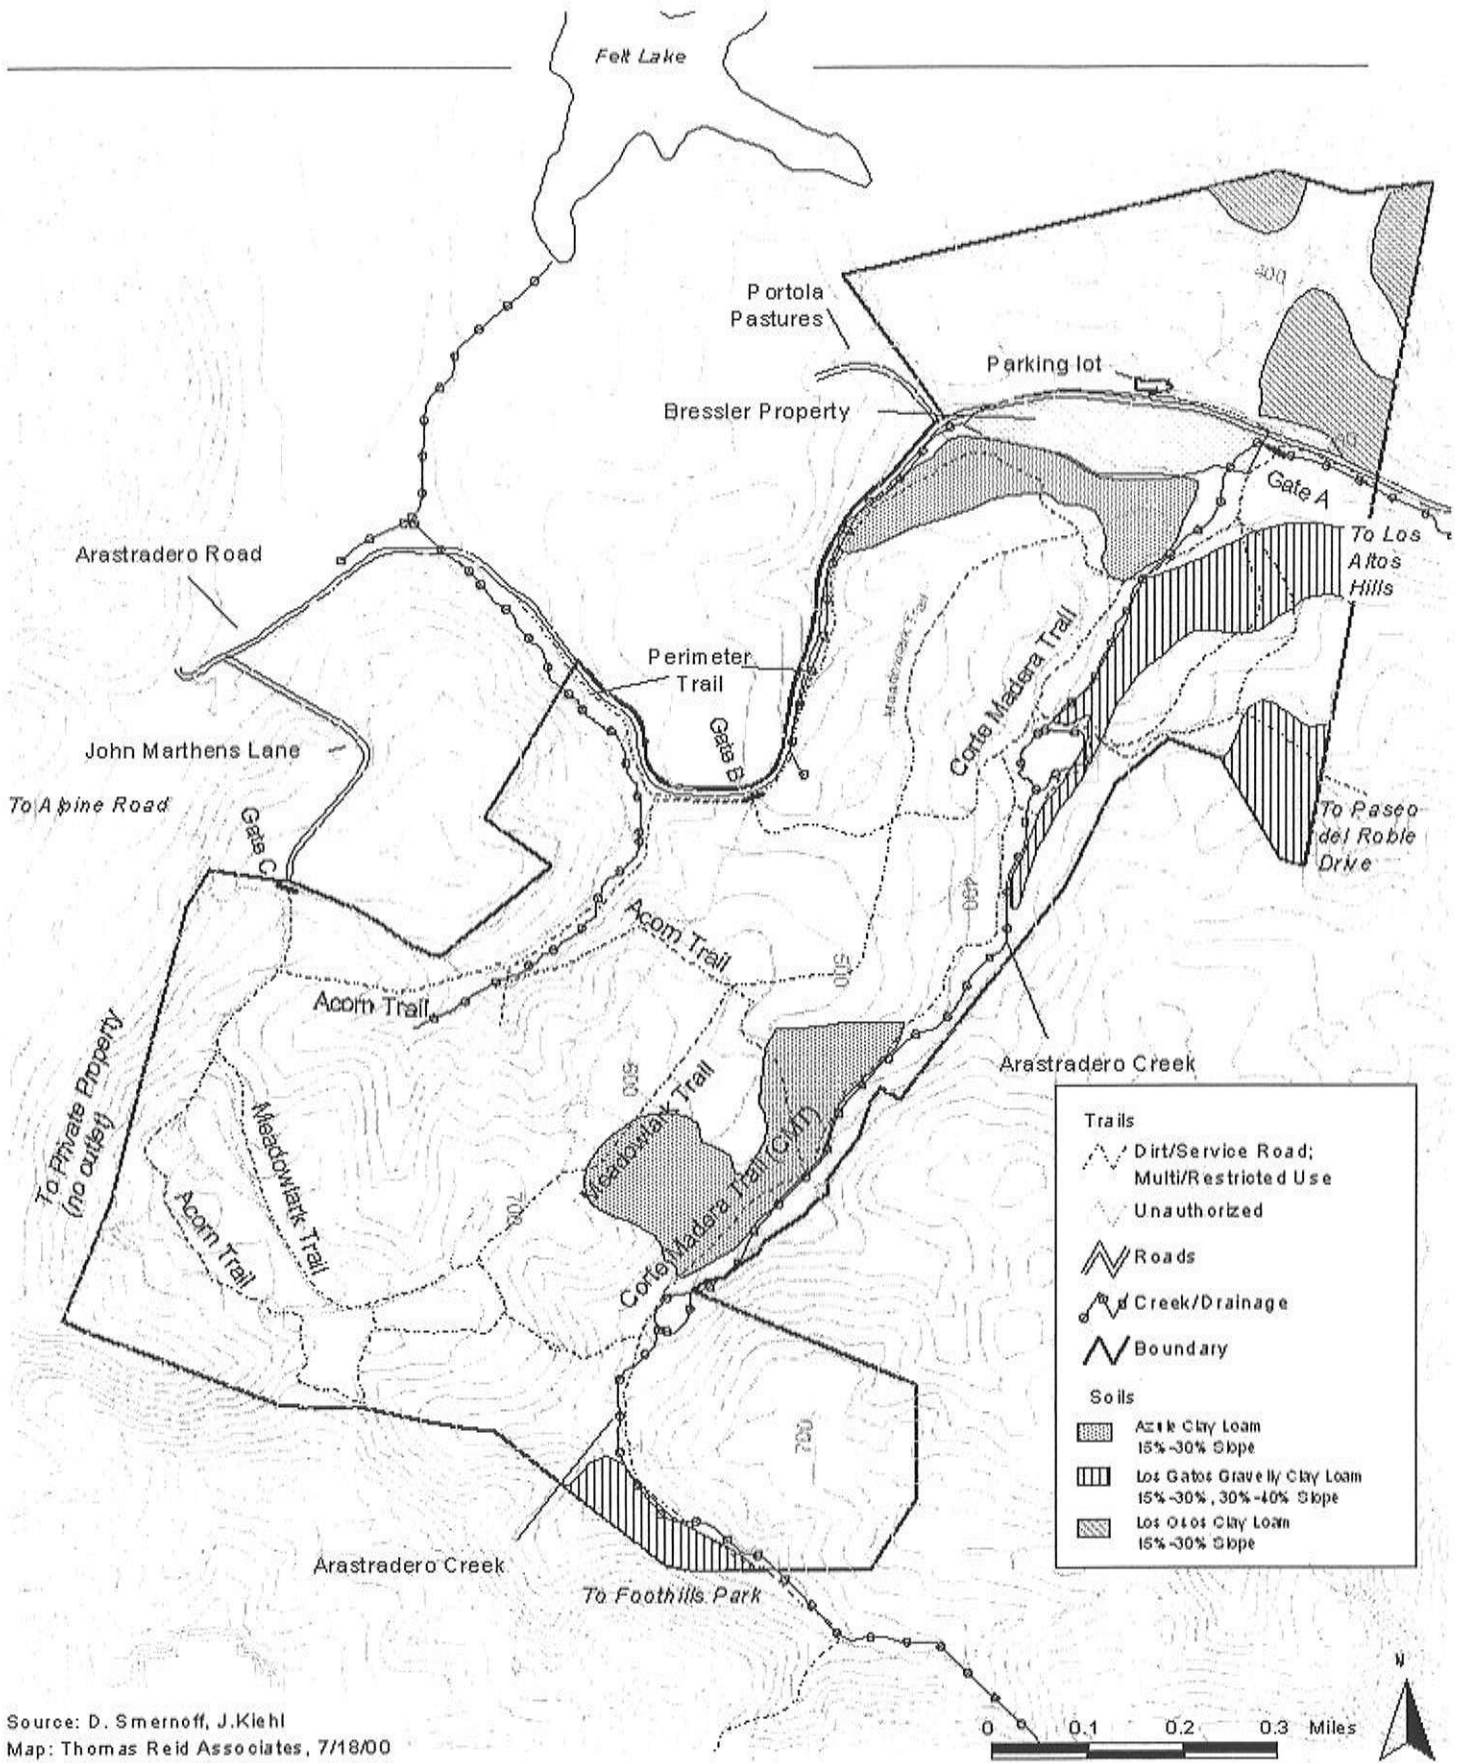 Felt Lake
Portola
Pastures
Parking lot
Bressler Property
400
Gate A
To Los
Altos
Hills
Arastradero Road
Perimeter
Trail
Meadowlark Trail
Corte Madera Trail
Gate B
John Marthens Lane
To Alpine Road
Gate C
To Paseo
del Roble
Drive
400
Acorn Trail
500
Acorn Trail
Arastradero Creek
To Private Property
(no outlet)
600
Meadowlark Trail
Meadowlark Trail
Corte Madera Trail (CMT)
700
Acorn Trail
700
Arastradero Creek
To Foothills Park
Trails
Dirt/Service Road;
Multi/Restricted Use
Unauthorized
Roads
Creek/Drainage
Boundary
Soils
Azule Clay Loam
15%-30% Slope
Los Gatos Gravelly Clay Loam
15%-30%, 30%-40% Slope
Los Osos Clay Loam
15%-30% Slope
N
0 0.1 0.2 0.3 Miles
Source: D. Smernoff, J.Kiehl
Map: Thomas Reid Associates, 7/18/00